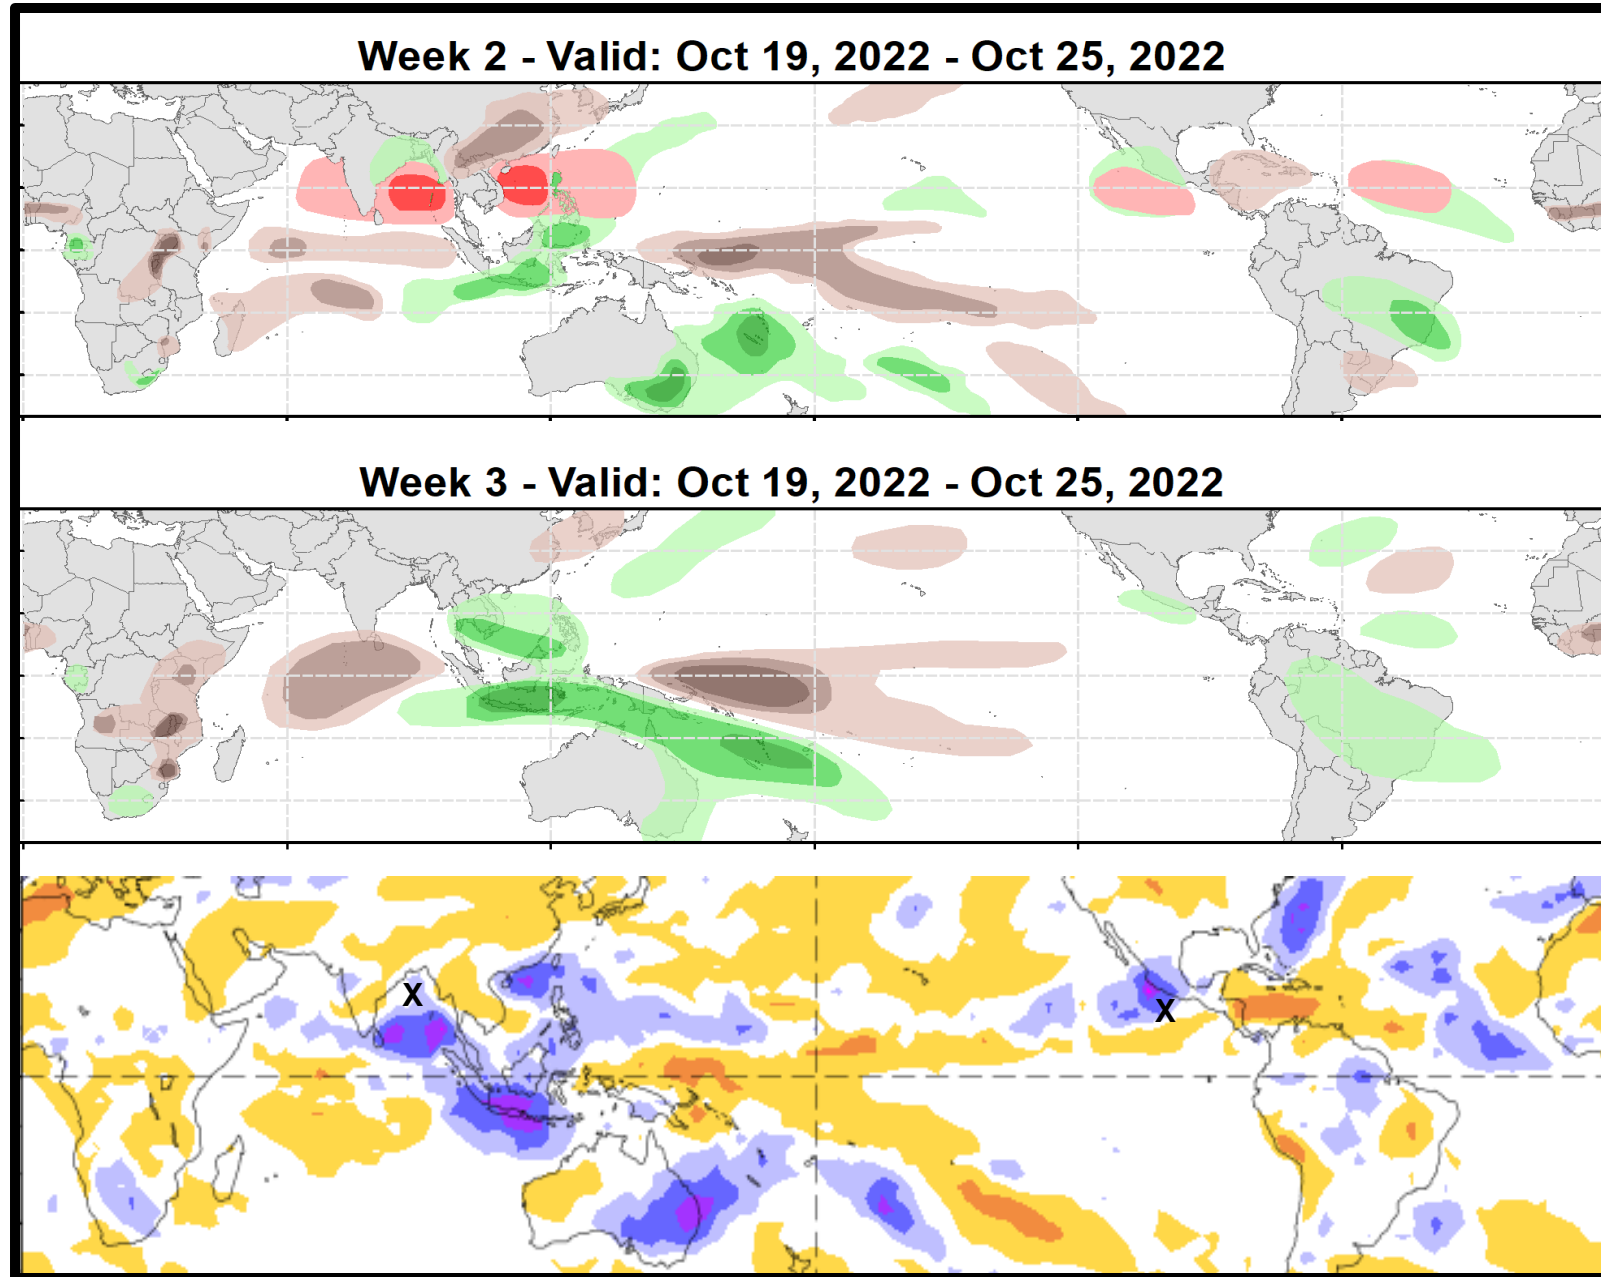 Week 2 - Valid: Oct 19, 2022 - Oct 25, 2022
Week 3 - Valid: Oct 19, 2022 - Oct 25, 2022
X
X